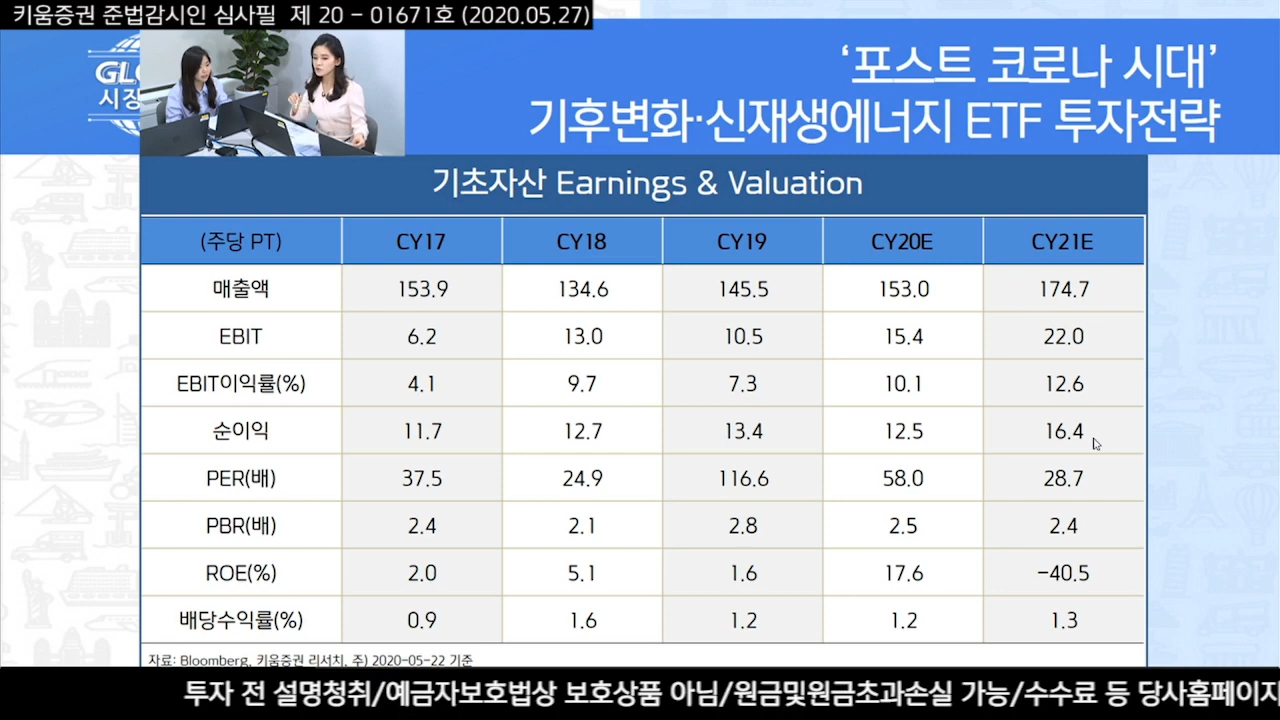 키움증권 준법감시인 심사필 제 20 - 01671호 (2020.05.27)
‘포스트 코로나 시대’
기후변화·신재생에너지 ETF 투자전략
기초자산 Earnings & Valuation
(주당 PT) CY17 CY18 CY19 CY20E CY21E
매출액 153.9 134.6 145.5 153.0 174.7
EBIT 6.2 13.0 10.5 15.4 22.0
EBIT이익률(%) 4.1 9.7 7.3 10.1 12.6
순이익 11.7 12.7 13.4 12.5 16.4
PER(배) 37.5 24.9 116.6 58.0 28.7
PBR(배) 2.4 2.1 2.8 2.5 2.4
ROE(%) 2.0 5.1 1.6 17.6 -40.5
배당수익률(%) 0.9 1.6 1.2 1.2 1.3
자료: Bloomberg, 키움증권 리서치, 주) 2020-05-22 기준
투자 전 설명청취/예금자보호법상 보호상품 아님/원금및원금초과손실 가능/수수료 등 당사홈페이지